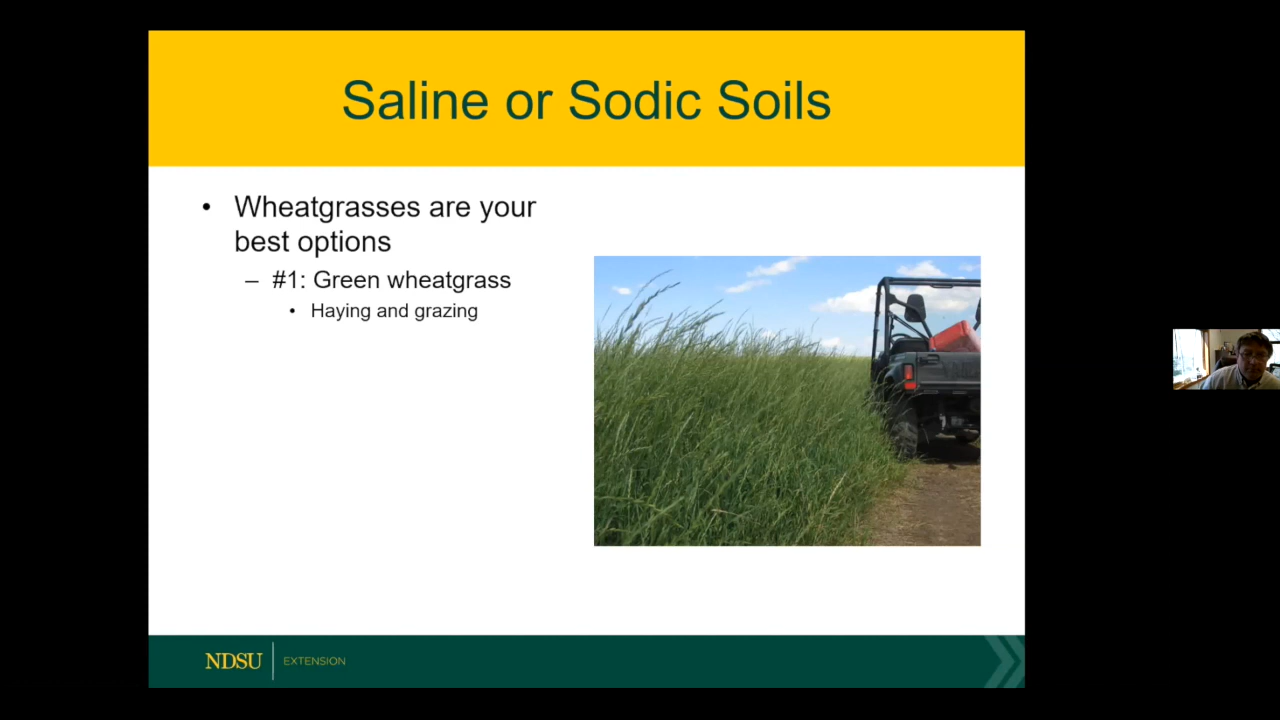 Saline or Sodic Soils
• Wheatgrasses are your
best options
– #1: Green wheatgrass
• Haying and grazing
NDSU EXTENSION